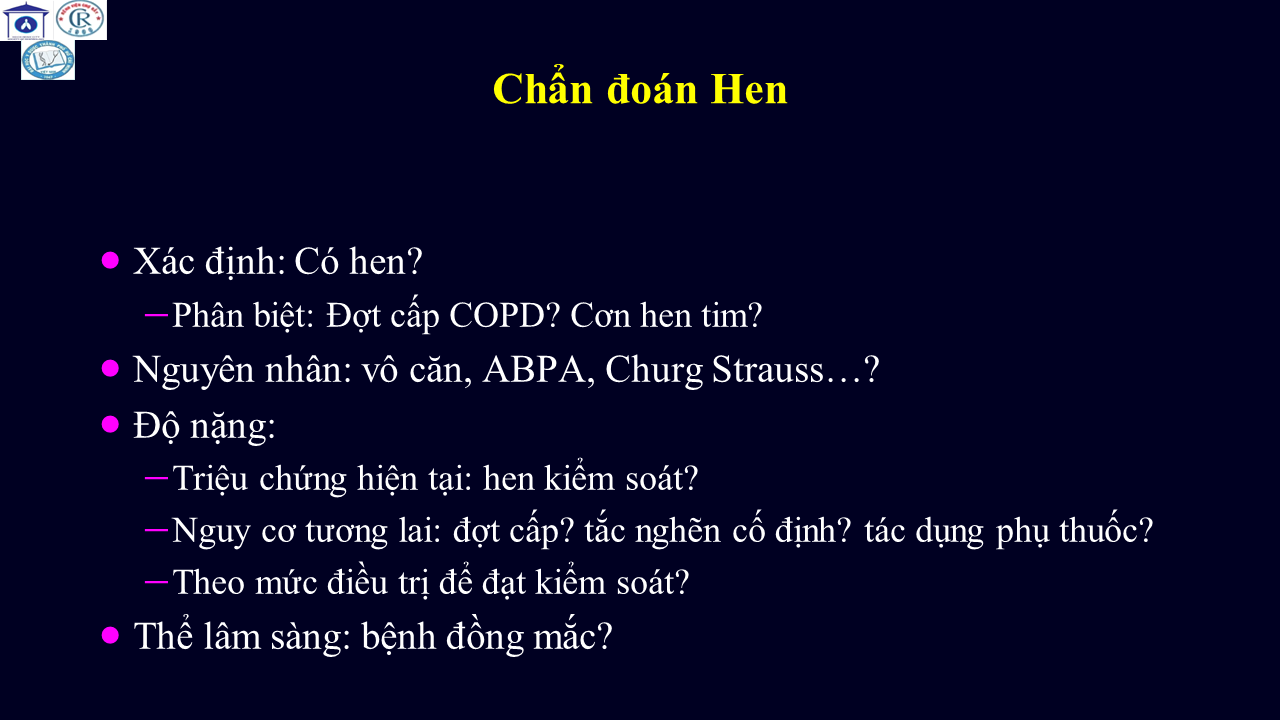 Chẩn đoán Hen
Xác định: Có hen?
Phân biệt: Đợt cấp COPD? Cơn hen tim?
Nguyên nhân: vô căn, ABPA, Churg Strauss…?
Độ nặng:
Triệu chứng hiện tại: hen kiểm soát?
Nguy cơ tương lai: đợt cấp? tắc nghẽn cố định? tác dụng phụ thuốc?
Theo mức điều trị để đạt kiểm soát?
Thể lâm sàng: bệnh đồng mắc?